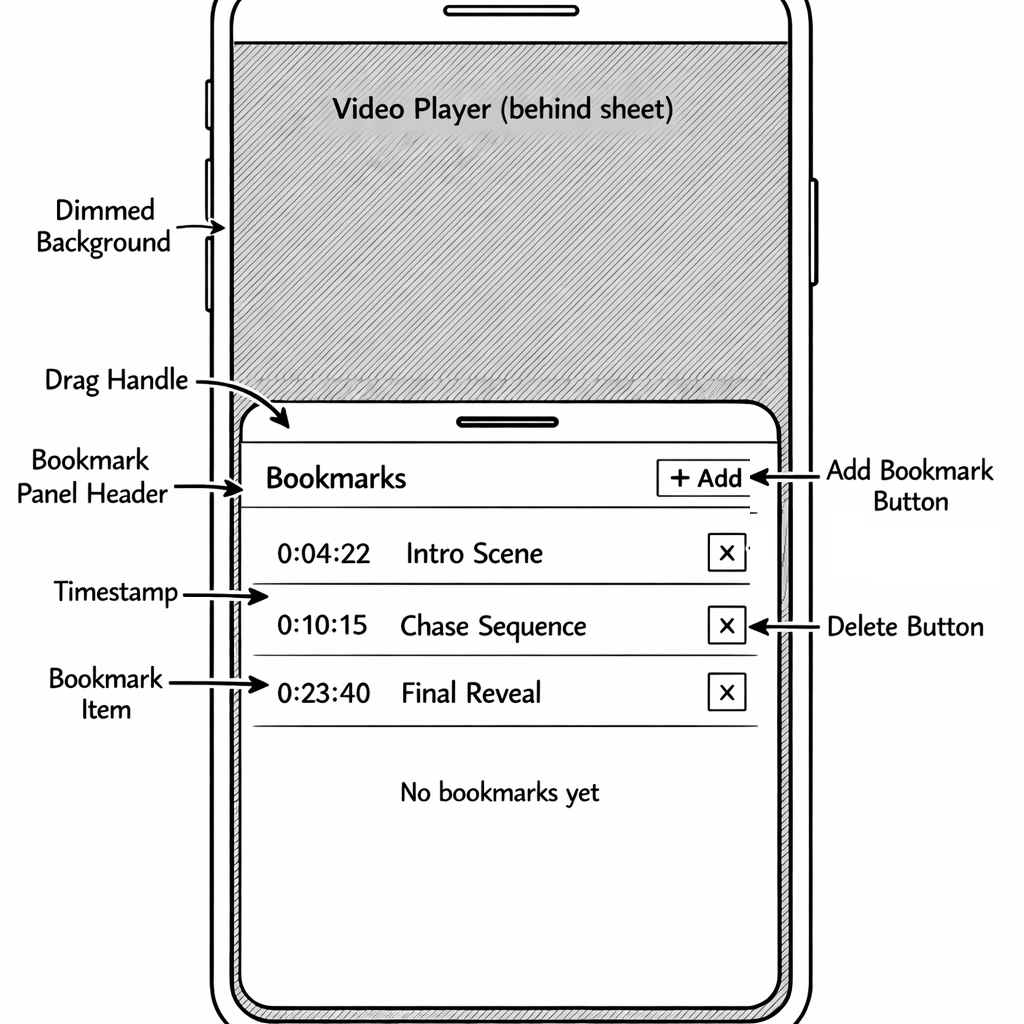 Video Player (behind sheet)
Dimmed
Background
Drag Handle
Bookmark
Panel Header
Bookmarks
+ Add
Add Bookmark
Button
0:04:22 Intro Scene X
Timestamp
0:10:15 Chase Sequence X
Delete Button
Bookmark
Item
0:23:40 Final Reveal X
No bookmarks yet